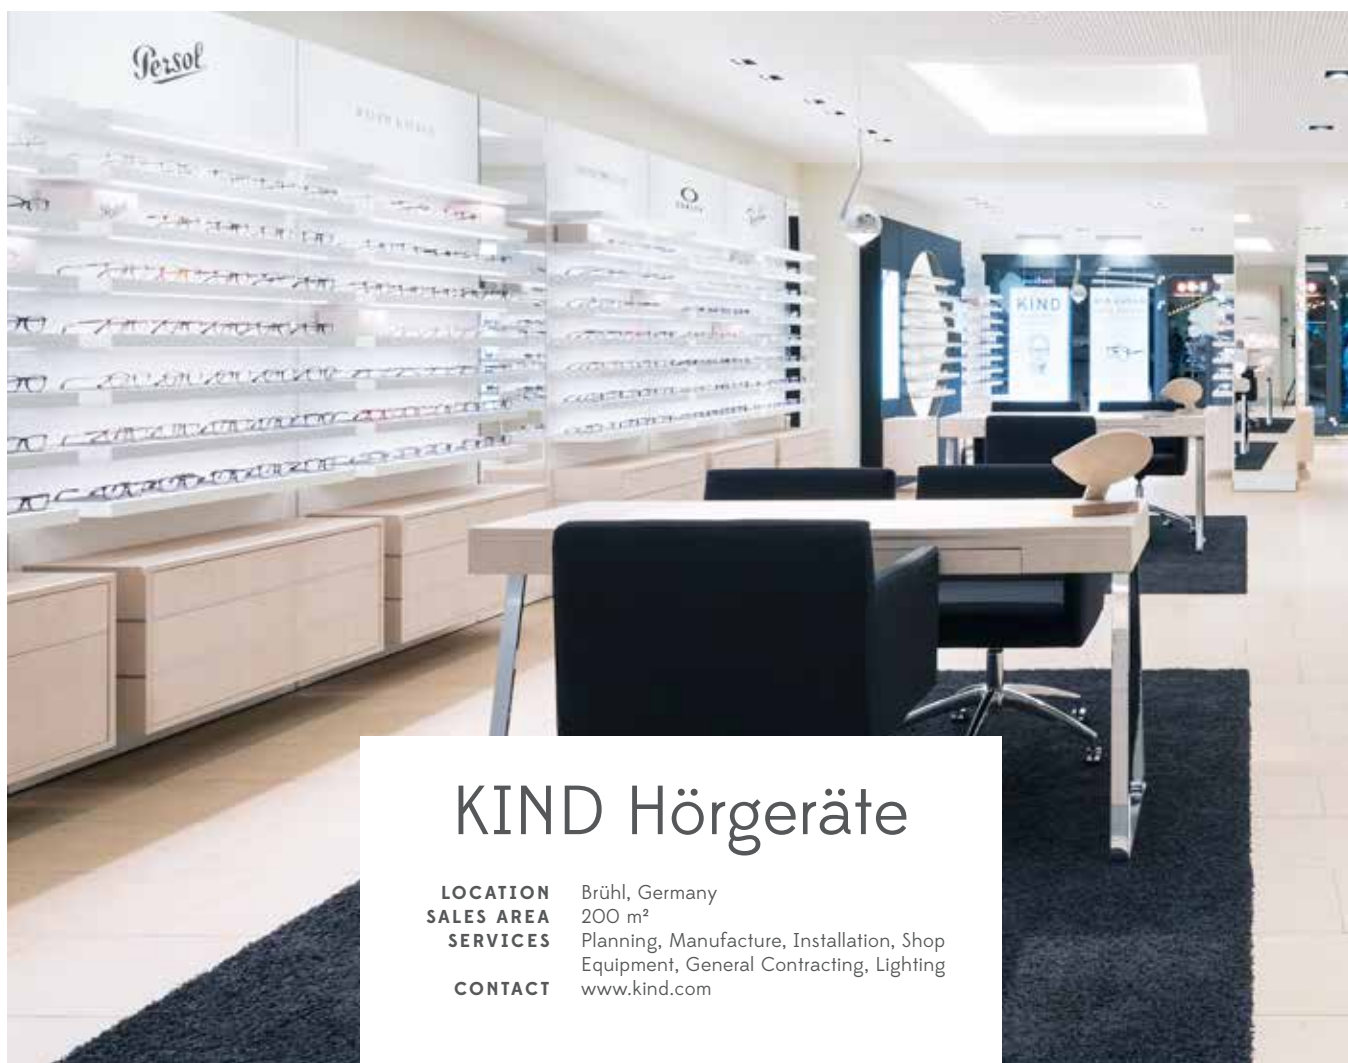 Persol
KIND
KIND Hörgeräte
LOCATION Brühl, Germany
SALES AREA 200 m²
SERVICES Planning, Manufacture, Installation, Shop
Equipment, General Contracting, Lighting
CONTACT www.kind.com